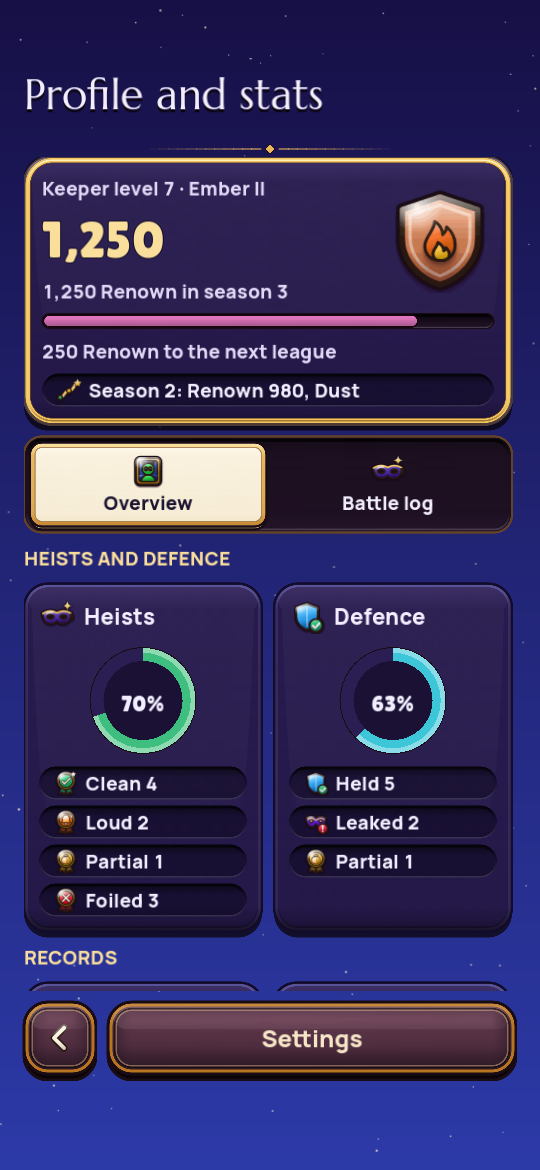 Profile and stats
Keeper level 7 · Ember II
1,250
1,250 Renown in season 3
250 Renown to the next league
Season 2: Renown 980, Dust
Overview
Battle log
HEISTS AND DEFENCE
Heists
70%
Clean 4
Loud 2
Partial 1
Foiled 3
Defence
63%
Held 5
Leaked 2
Partial 1
RECORDS
Settings